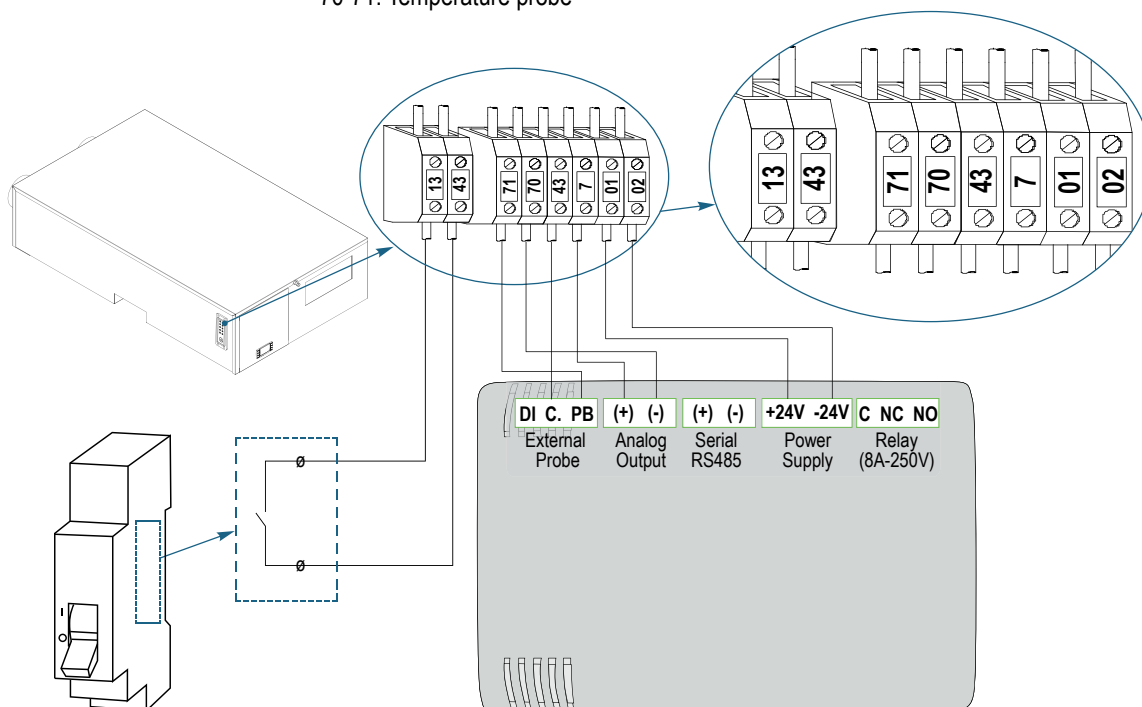 70-71: Temperature probe
13 43 71 70 43 7 01 02
13 43 71 70 43 7 01 02
DI C. PB (+) (-) (+) (-) +24V -24V C NC NO
External Probe
Analog Output
Serial RS485
Power Supply
Relay (8A-250V)
ø
ø
I
O